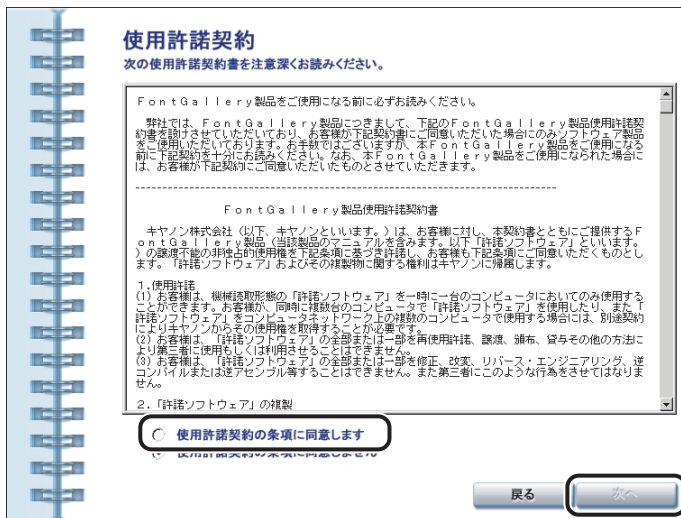 使用許諾契約
次の使用許諾契約書を注意深くお読みください。
ＦｏｎｔＧａｌｌｅｒｙ製品をご使用になる前に必ずお読みください。
弊社では、ＦｏｎｔＧａｌｌｅｒｙ製品につきまして、下記のＦｏｎｔＧａｌｌｅｒｙ製品使用許諾契
約書を設けさせていただいており、お客様が下記契約書にご同意いただいた場合にのみソフトウェア製品
をご使用いただいております。お手数ではございますが、本ＦｏｎｔＧａｌｌｅｒｙ製品をご使用になる
前に下記契約を十分にお読みください。なお、本ＦｏｎｔＧａｌｌｅｒｙ製品をご使用になられた場合に
は、お客様が下記契約にご同意いただいたものとさせていただきます。
ＦｏｎｔＧａｌｌｅｒｙ製品使用許諾契約書
キヤノン株式会社（以下、キヤノンといいます。）は、お客様に対し、本契約書とともにご提供するＦ
ｏｎｔＧａｌｌｅｒｙ製品（当該製品のマニュアルを含みます。以下「許諾ソフトウェア」といいます。
）の譲渡不能の非独占的使用権を下記条項に基づき許諾し、お客様も下記条項にご同意いただくものとし
ます。「許諾ソフトウェア」およびその複製物に関する権利はキヤノンに帰属します。
１.使用許諾
(1) お客様は、機械読取形態の「許諾ソフトウェア」を一時に一台のコンピュータにおいてのみ使用する
ことができます。お客様が、同時に複数台のコンピュータで「許諾ソフトウェア」を使用したり、また「
許諾ソフトウェア」をコンピュータネットワーク上の複数のコンピュータで使用する場合には、別途契約
によりキヤノンからその使用権を取得することが必要です。
(2) お客様は、「許諾ソフトウェア」の全部または一部を再使用許諾、譲渡、頒布、貸与その他の方法に
より第三者に使用もしくは利用させることはできません。
(3) お客様は、「許諾ソフトウェア」の全部または一部を修正、改変、リバース・エンジニアリング、逆
コンパイルまたは逆アセンブル等することはできません。また第三者にこのような行為をさせてはなりま
せん。
２.「許諾ソフトウェア」の複製
使用許諾契約の条項に同意します
使用許諾契約の条項に同意しません
戻る
次へ